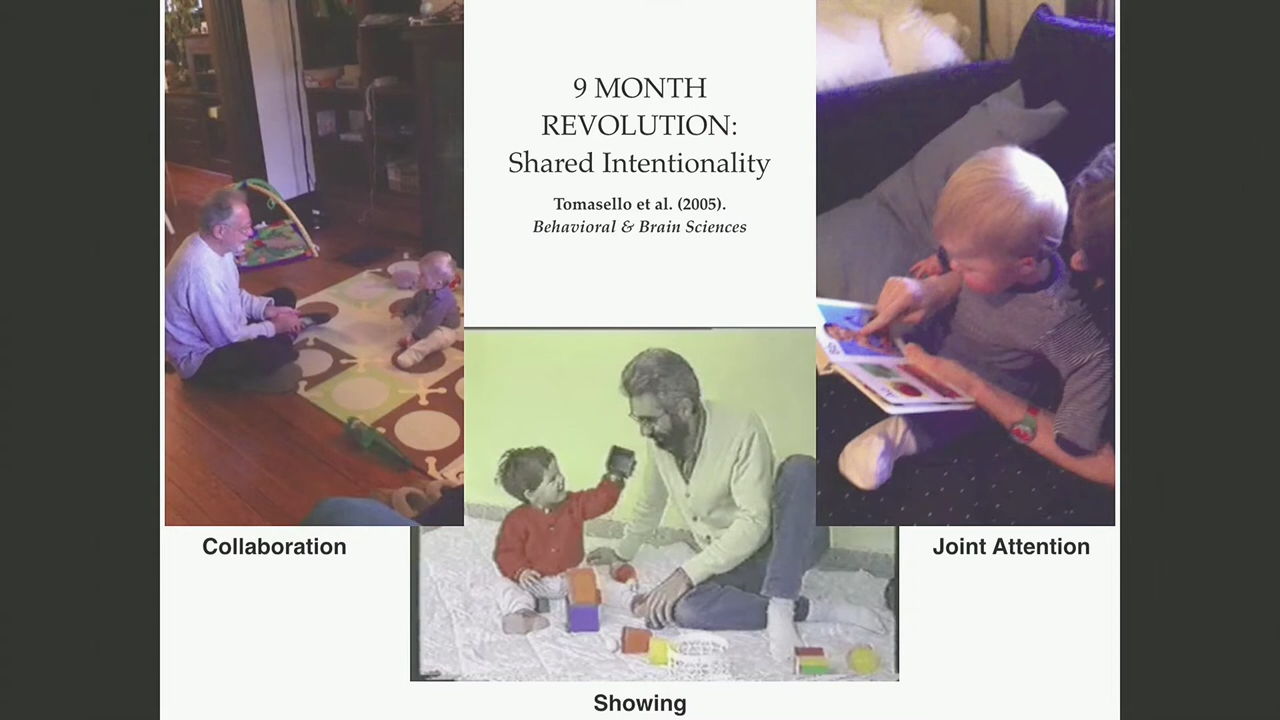 9 MONTH
REVOLUTION:
Shared Intentionality
Tomasello et al. (2005).
Behavioral & Brain Sciences
Collaboration
Joint Attention
Showing